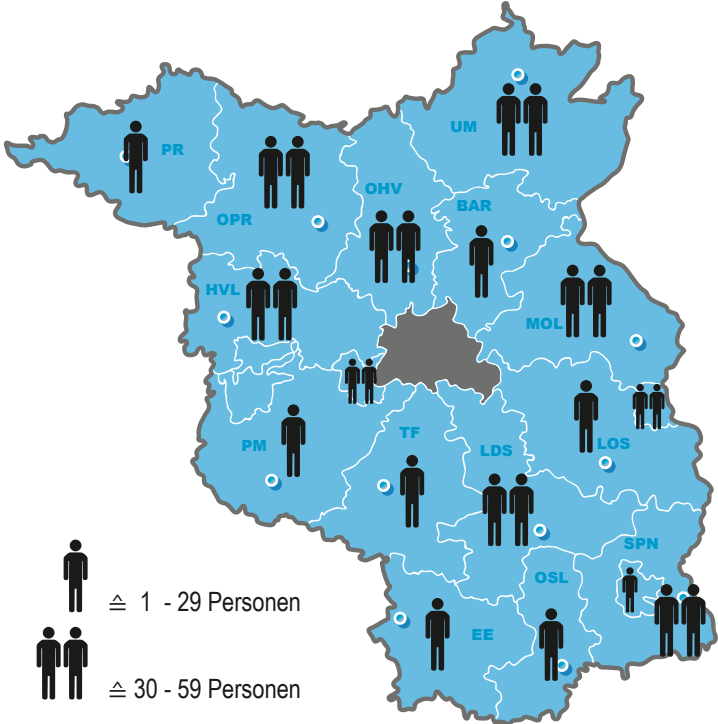 UM
PR
OHV
BAR
OPR
HVL
MOL
TF
PM
LDS
LOS
SPN
OSL
EE
≙ 1 - 29 Personen
≙ 30 - 59 Personen